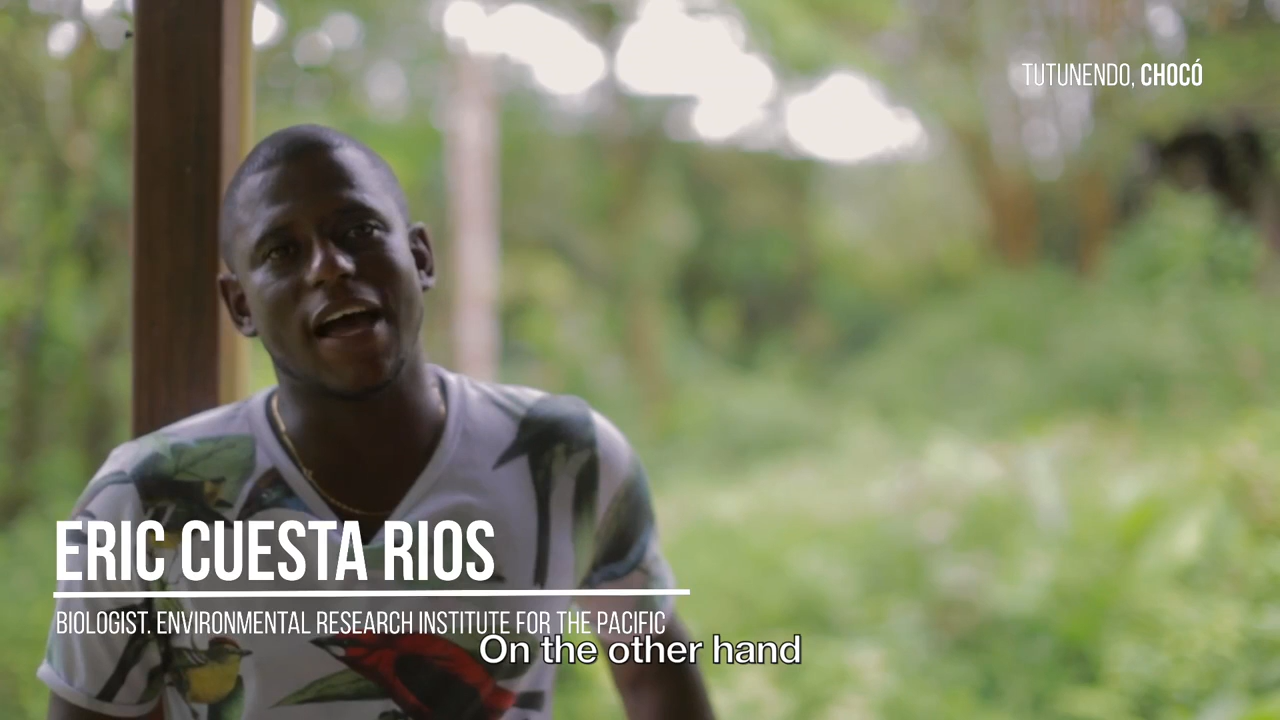 TUTUNENDO, CHOCÓ
ERIC CUESTA RIOS
BIOLOGIST. ENVIRONMENTAL RESEARCH INSTITUTE FOR THE PACIFIC
On the other hand